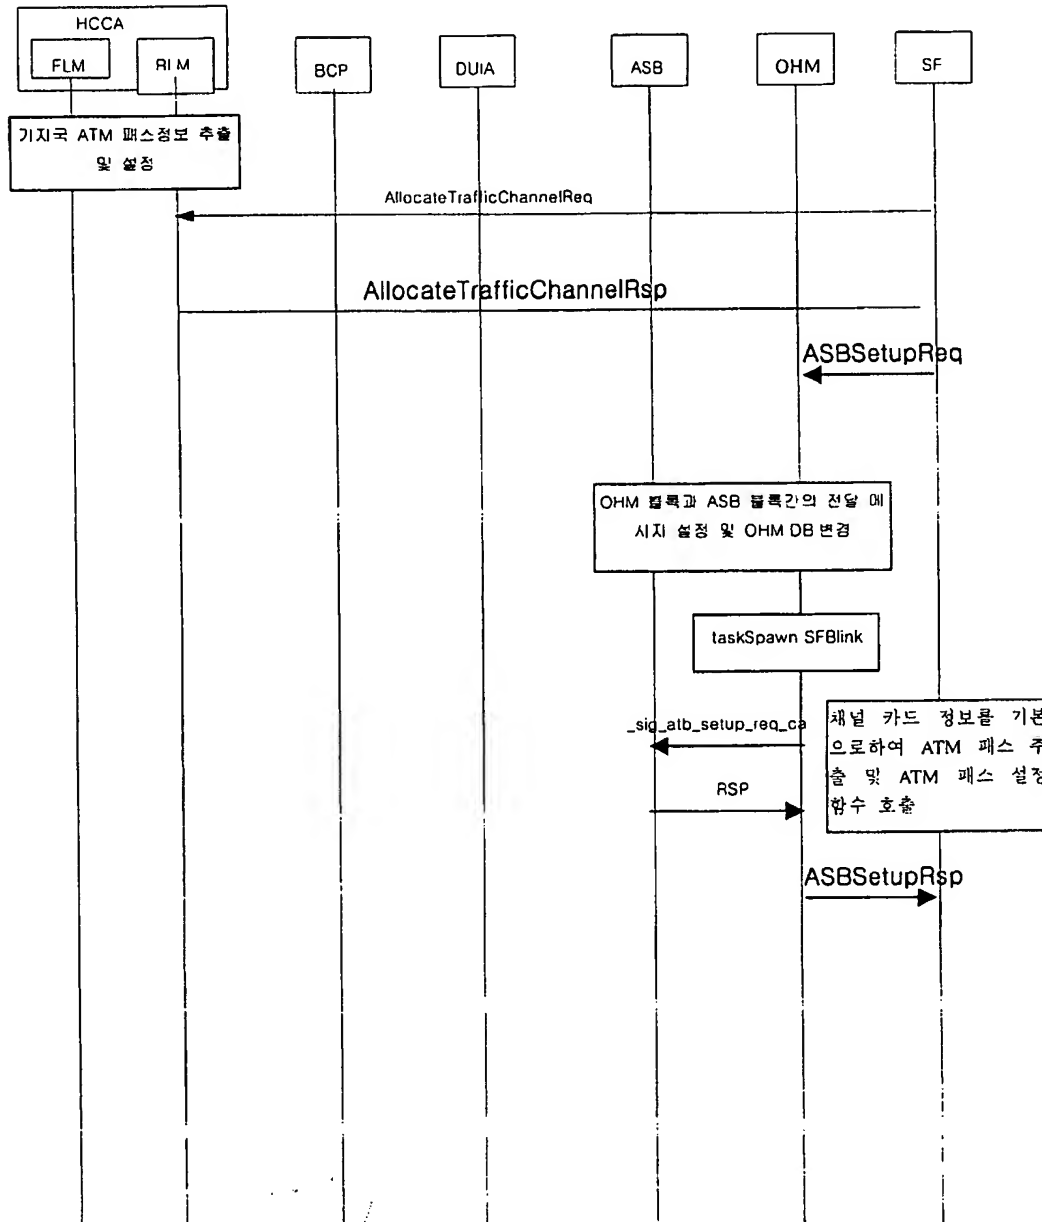 HCCA
FLM
RLM
BCP
DUIA
ASB
OHM
SF
기지국 ATM 패스정보 추출
및 설정
AllocateTrafficChannelReq
AllocateTrafficChannelRsp
ASBSetupReq
OHM 블록과 ASB 블록간의 전달 메
시지 설정 및 OHM DB 변경
taskSpawn SFBlink
_sig_atb_setup_req_ca
RSP
채널 카드 정보를 기본
으로하여 ATM 패스 추
출 및 ATM 패스 설정
함수 호출
ASBSetupRsp